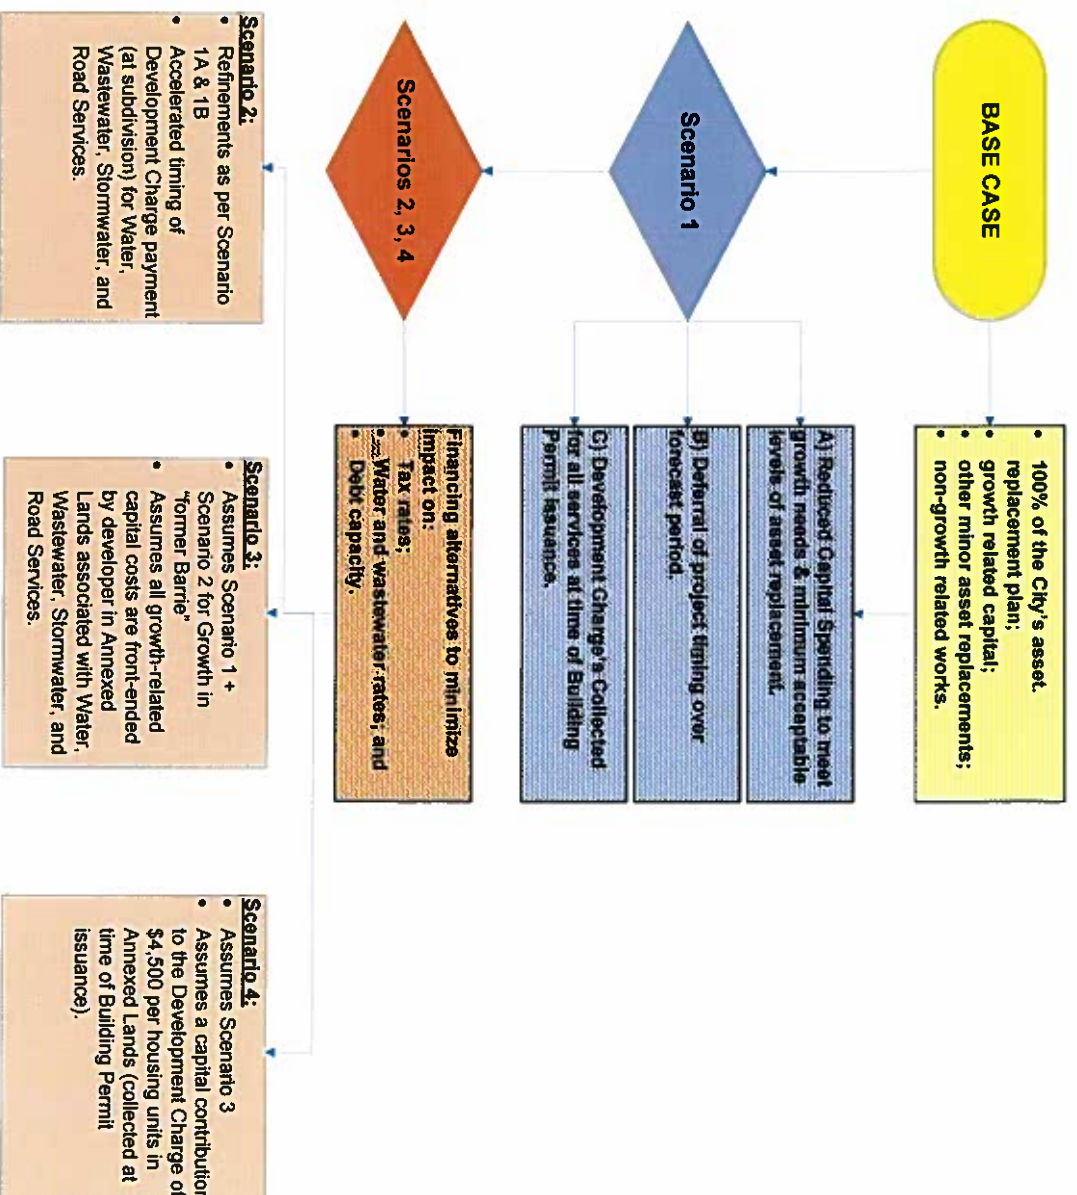 BASE CASE
• 100% of the City's asset.
replacement plan;
• growth related capital;
• other minor asset replacements;
• non-growth related works.
Scenario 1
A) Reduced Capital Spending to meet
growth needs & minimum acceptable
levels of asset replacement.
B) Deferral of project timing over
forecast period.
C) Development Charge's Collected
for all services at time of Building
Permit Issuance.
Scenarios 2, 3, 4
Financing alternatives to minimize
impact on:
• Tax rates;
• Water and wastewater rates; and
• Debt capacity.
Scenario 2:
• Refinements as per Scenario
1A & 1B
• Accelerated timing of
Development Charge payment
(at subdivision) for Water,
Wastewater, Stormwater, and
Road Services.
Scenario 3:
• Assumes Scenario 1 +
Scenario 2 for Growth in
"former Barrie"
• Assumes all growth-related
capital costs are front-ended
by developer in Annexed
Lands associated with Water,
Wastewater, Stormwater, and
Road Services.
Scenario 4:
• Assumes Scenario 3
• Assumes a capital contribution
to the Development Charge of
$4,500 per housing units in
Annexed Lands (collected at
time of Building Permit
issuance).